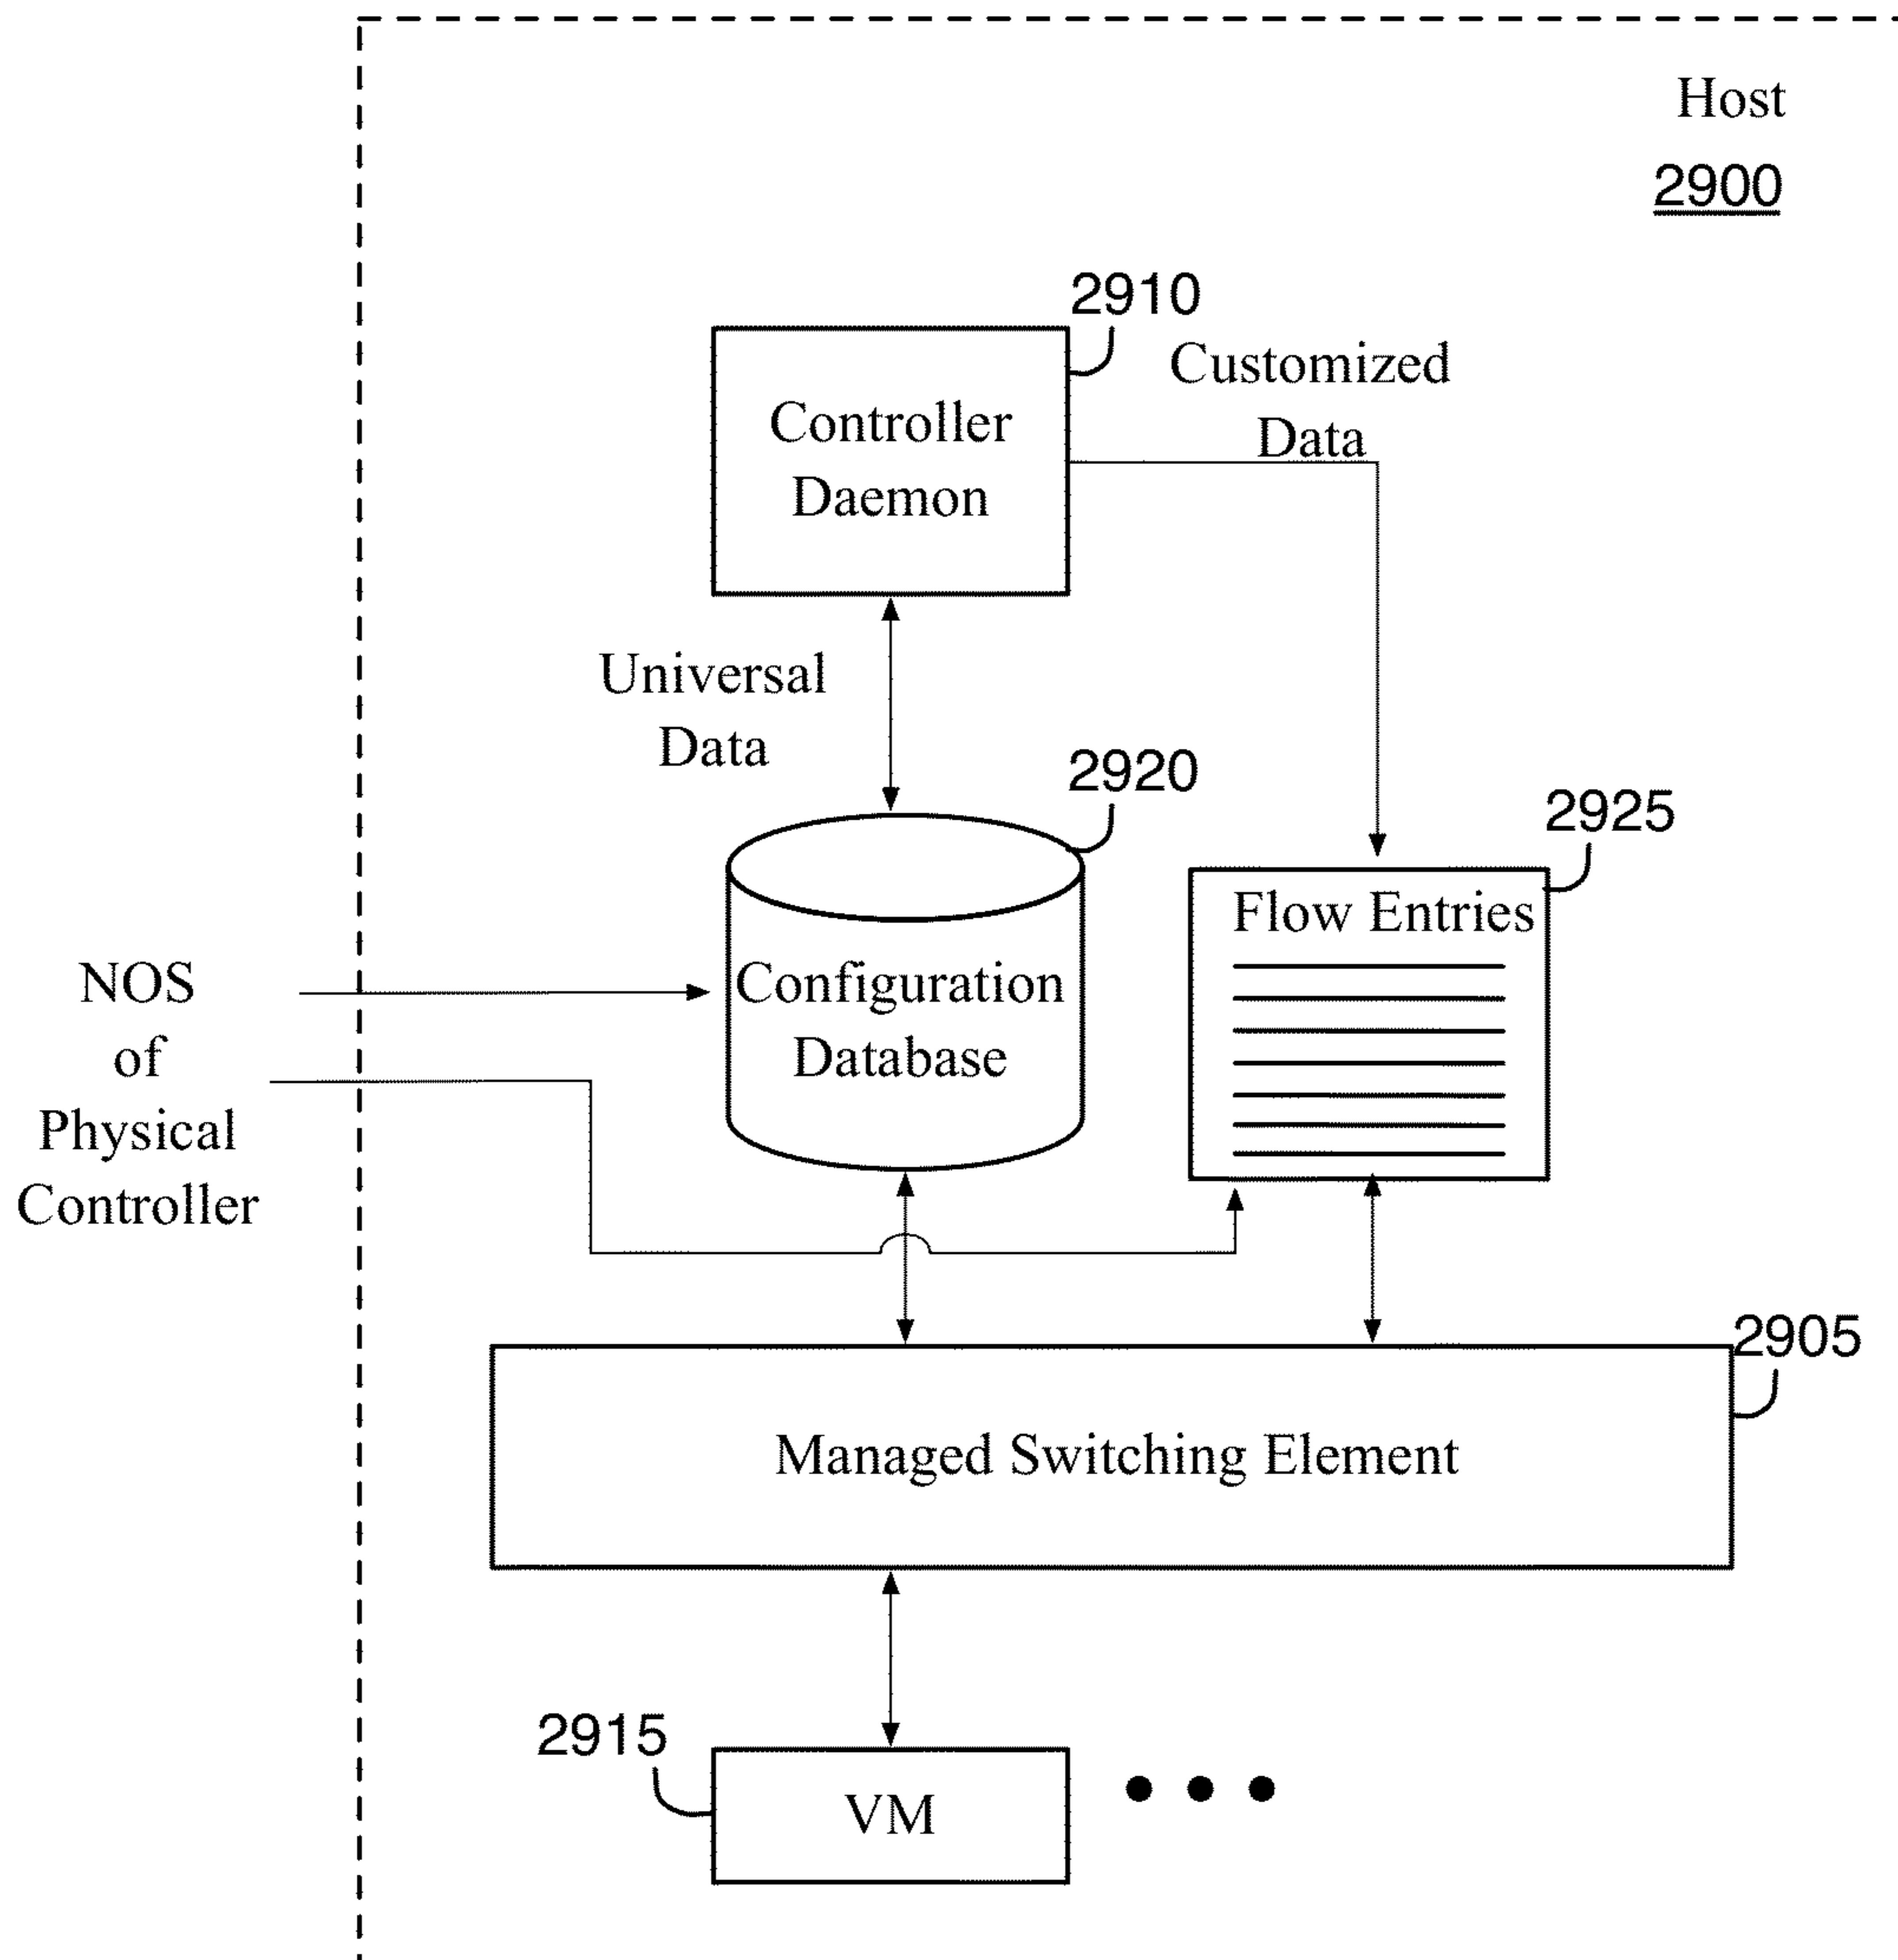 Host
2900
2910
Customized
Data
Controller
Daemon
Universal
Data
2920
2925
Flow Entries
NOS
of
Physical
Controller
Configuration
Database
2905
Managed Switching Element
2915
VM